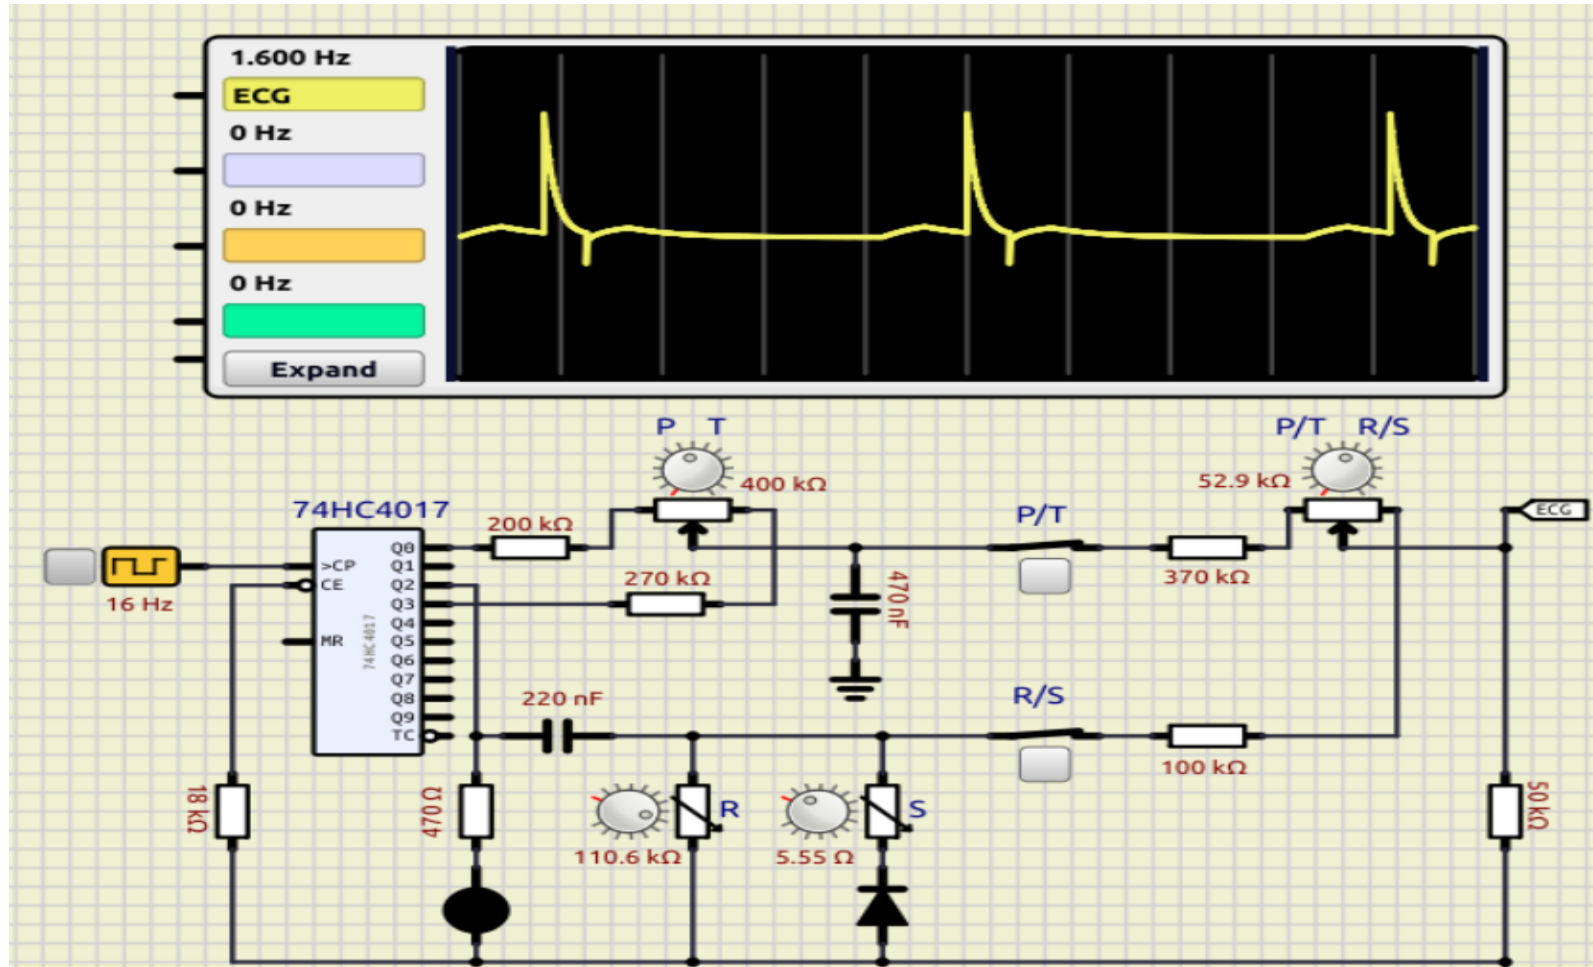 1.600 Hz
ECG
0 Hz
0 Hz
0 Hz
Expand
P T
P/T R/S
400 kΩ
52.9 kΩ
74HC4017
200 kΩ
P/T
ECG
Q0
>CP
Q1
16 Hz
CE
Q2
270 kΩ
370 kΩ
Q3
470 nF
Q4
MR
Q5
74HC4017
Q6
Q7
Q8
Q9
TC
220 nF
R/S
100 kΩ
18 kΩ
470 Ω
R
S
50 kΩ
110.6 kΩ
5.55 Ω